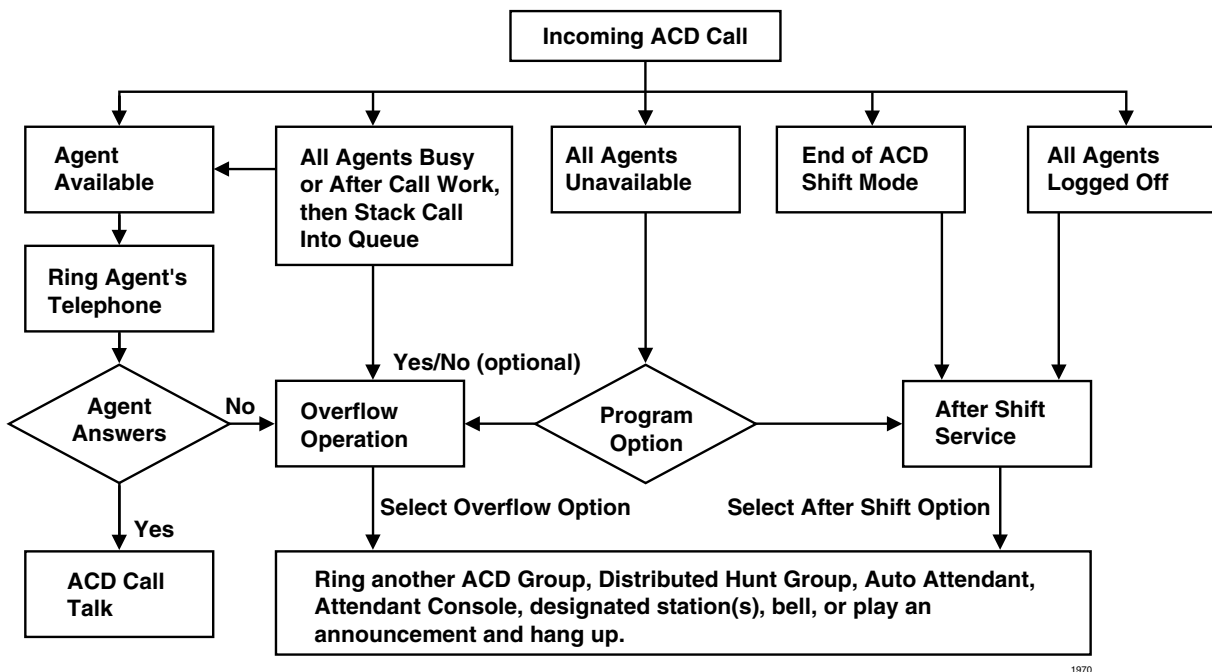 Incoming ACD Call
Agent
Available
All Agents Busy
or After Call Work,
then Stack Call
Into Queue
All Agents
Unavailable
End of ACD
Shift Mode
All Agents
Logged Off
Ring Agent's
Telephone
Yes/No (optional)
Agent
Answers
No
Overflow
Operation
Program
Option
After Shift
Service
Yes
Select Overflow Option
Select After Shift Option
ACD Call
Talk
Ring another ACD Group, Distributed Hunt Group, Auto Attendant,
Attendant Console, designated station(s), bell, or play an
announcement and hang up.
1970